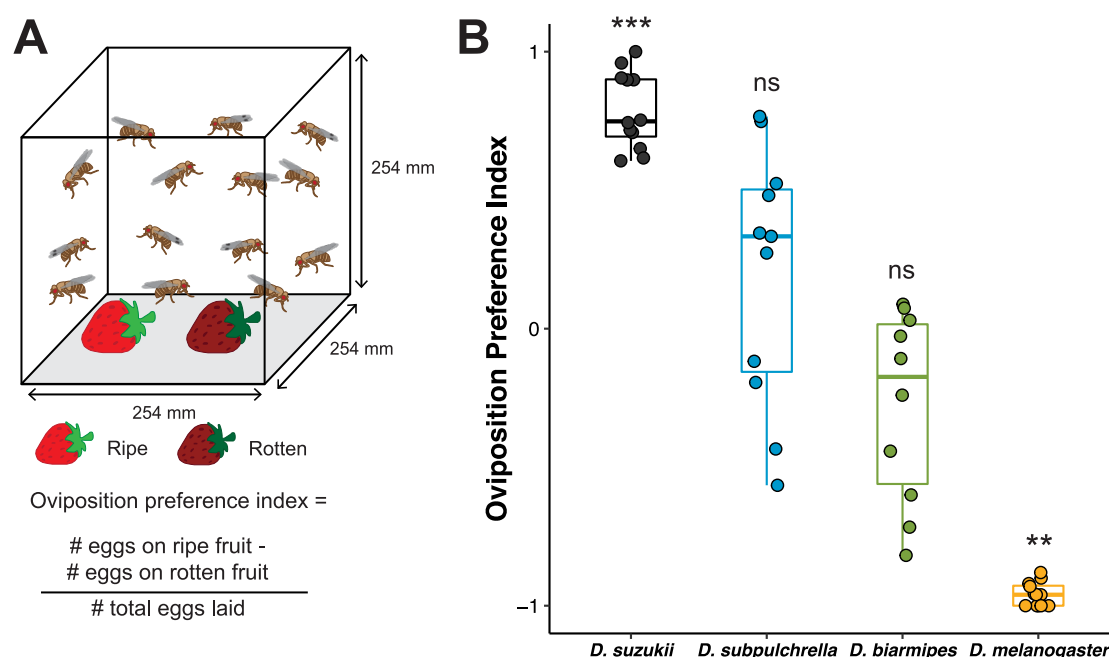 A
254 mm
254 mm
254 mm
Ripe
Rotten
Oviposition preference index =
# eggs on ripe fruit -
# eggs on rotten fruit
# total eggs laid
B
Oviposition Preference Index
1
0
−1
***
ns
ns
**
D. suzukii
D. subpulchrella
D. biarmipes
D. melanogaster